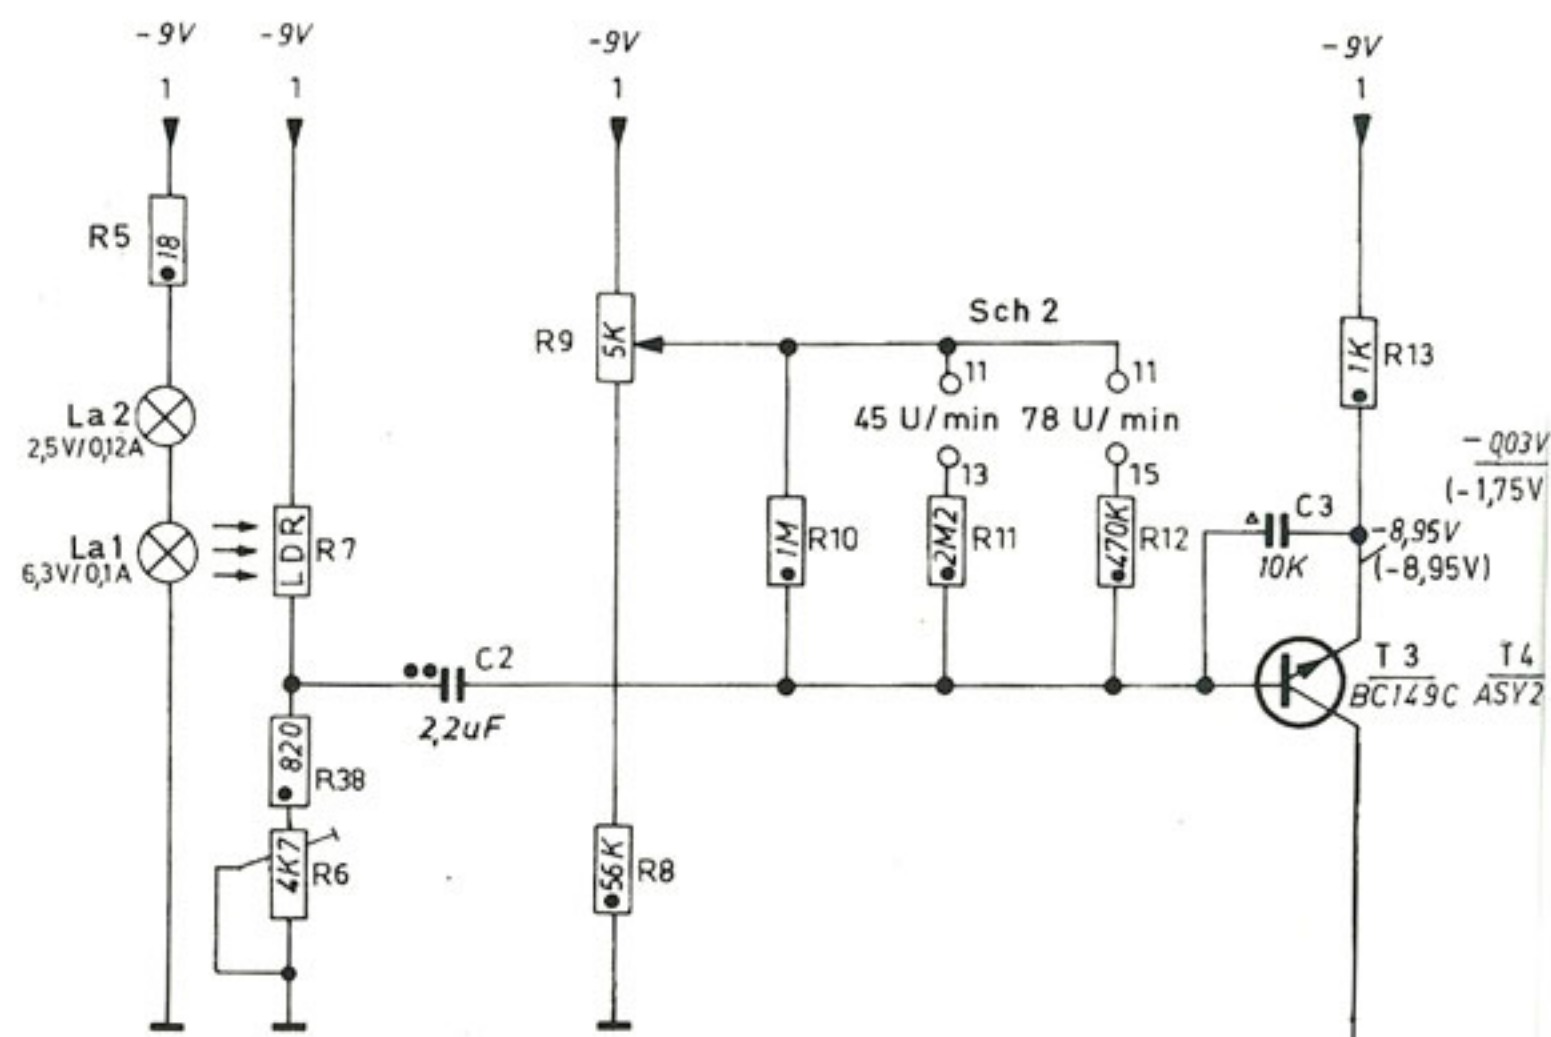 -9V
-9V
-9V
-9V
1
1
1
1
R5
18
La 2
2,5V/0,12A
La1
6,3V/0,1A
LDR
R7
C2
2,2uF
820
R38
4K7
R6
R9
5K
56K
R8
Sch 2
11
11
45 U/min
78 U/min
13
15
1M
R10
2M2
R11
470K
R12
1K
R13
C3
10K
-0,03V
(-1,75V
-8,95V
(-8,95V)
T3
BC149C
T4
ASY2